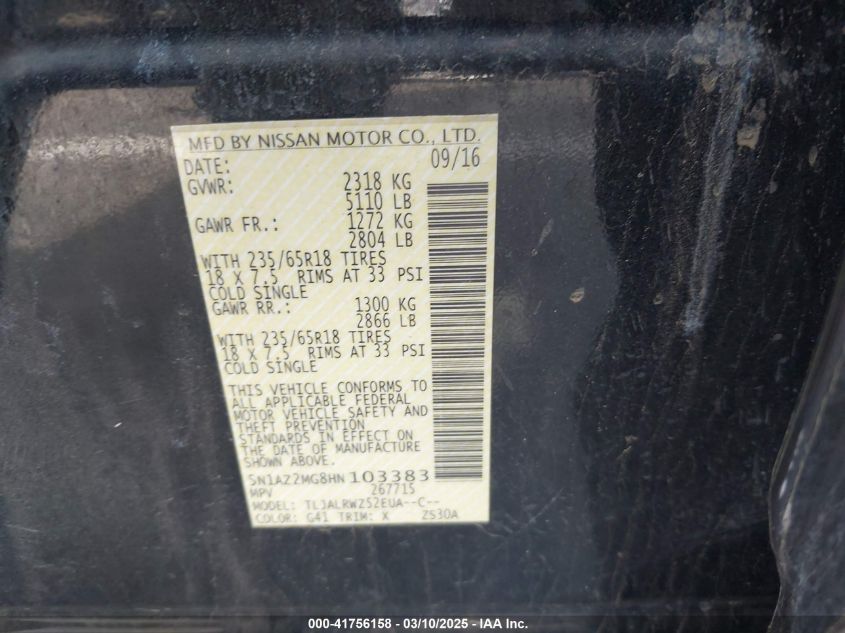 MFD BY NISSAN MOTOR CO., LTD.
DATE: 09/16
GVWR: 2318 KG
5110 LB
GAWR FR.: 1272 KG
2804 LB
WITH 235/65R18 TIRES
18 X 7.5 RIMS AT 33 PSI
COLD SINGLE
GAWR RR.: 1300 KG
2866 LB
WITH 235/65R18 TIRES
18 X 7.5 RIMS AT 33 PSI
COLD SINGLE
THIS VEHICLE CONFORMS TO
ALL APPLICABLE FEDERAL
MOTOR VEHICLE SAFETY AND
THEFT PREVENTION
STANDARDS IN EFFECT ON
THE DATE OF MANUFACTURE
SHOWN ABOVE.
5N1AZ2MG8HN103383
MPV 267715
MODEL: TLJALRWZ52EUA--C--
COLOR: G41 TRIM: X ZS30A
000-41756158 - 03/10/2025 - IAA Inc.